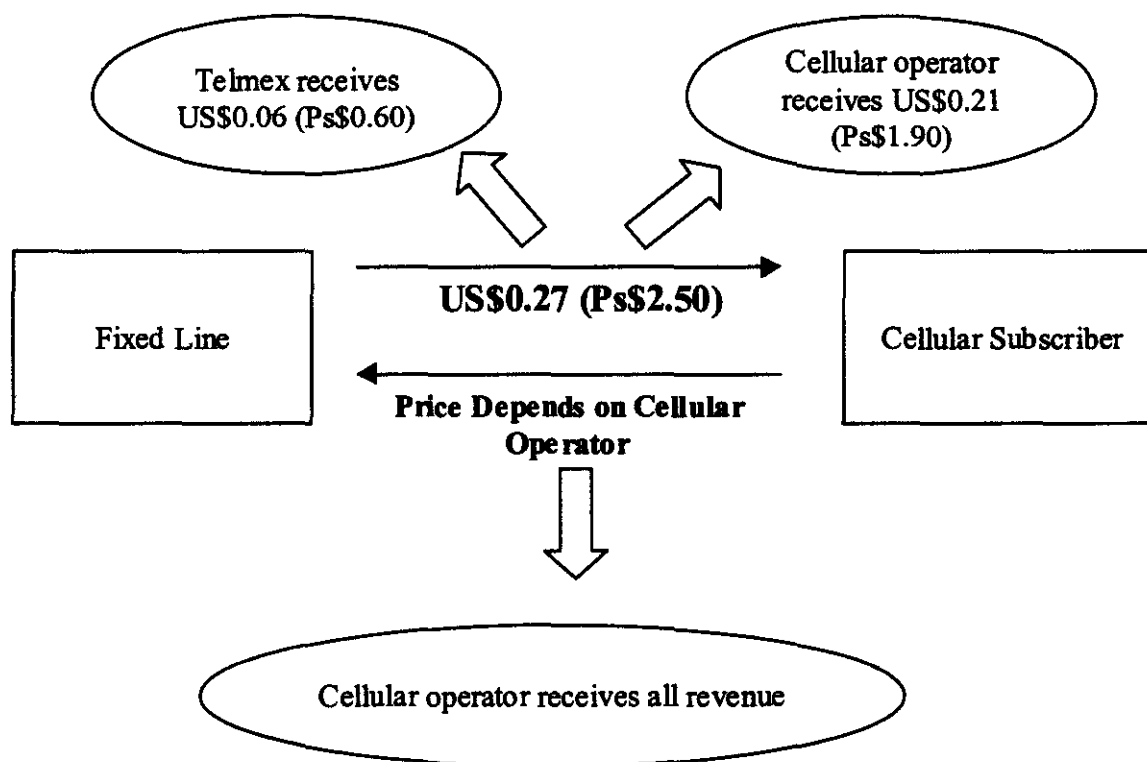 Telmex receives
US$0.06 (Ps$0.60)
Cellular operator
receives US$0.21
(Ps$1.90)
US$0.27 (Ps$2.50)
Fixed Line
Cellular Subscriber
Price Depends on Cellular
Operator
Cellular operator receives all revenue